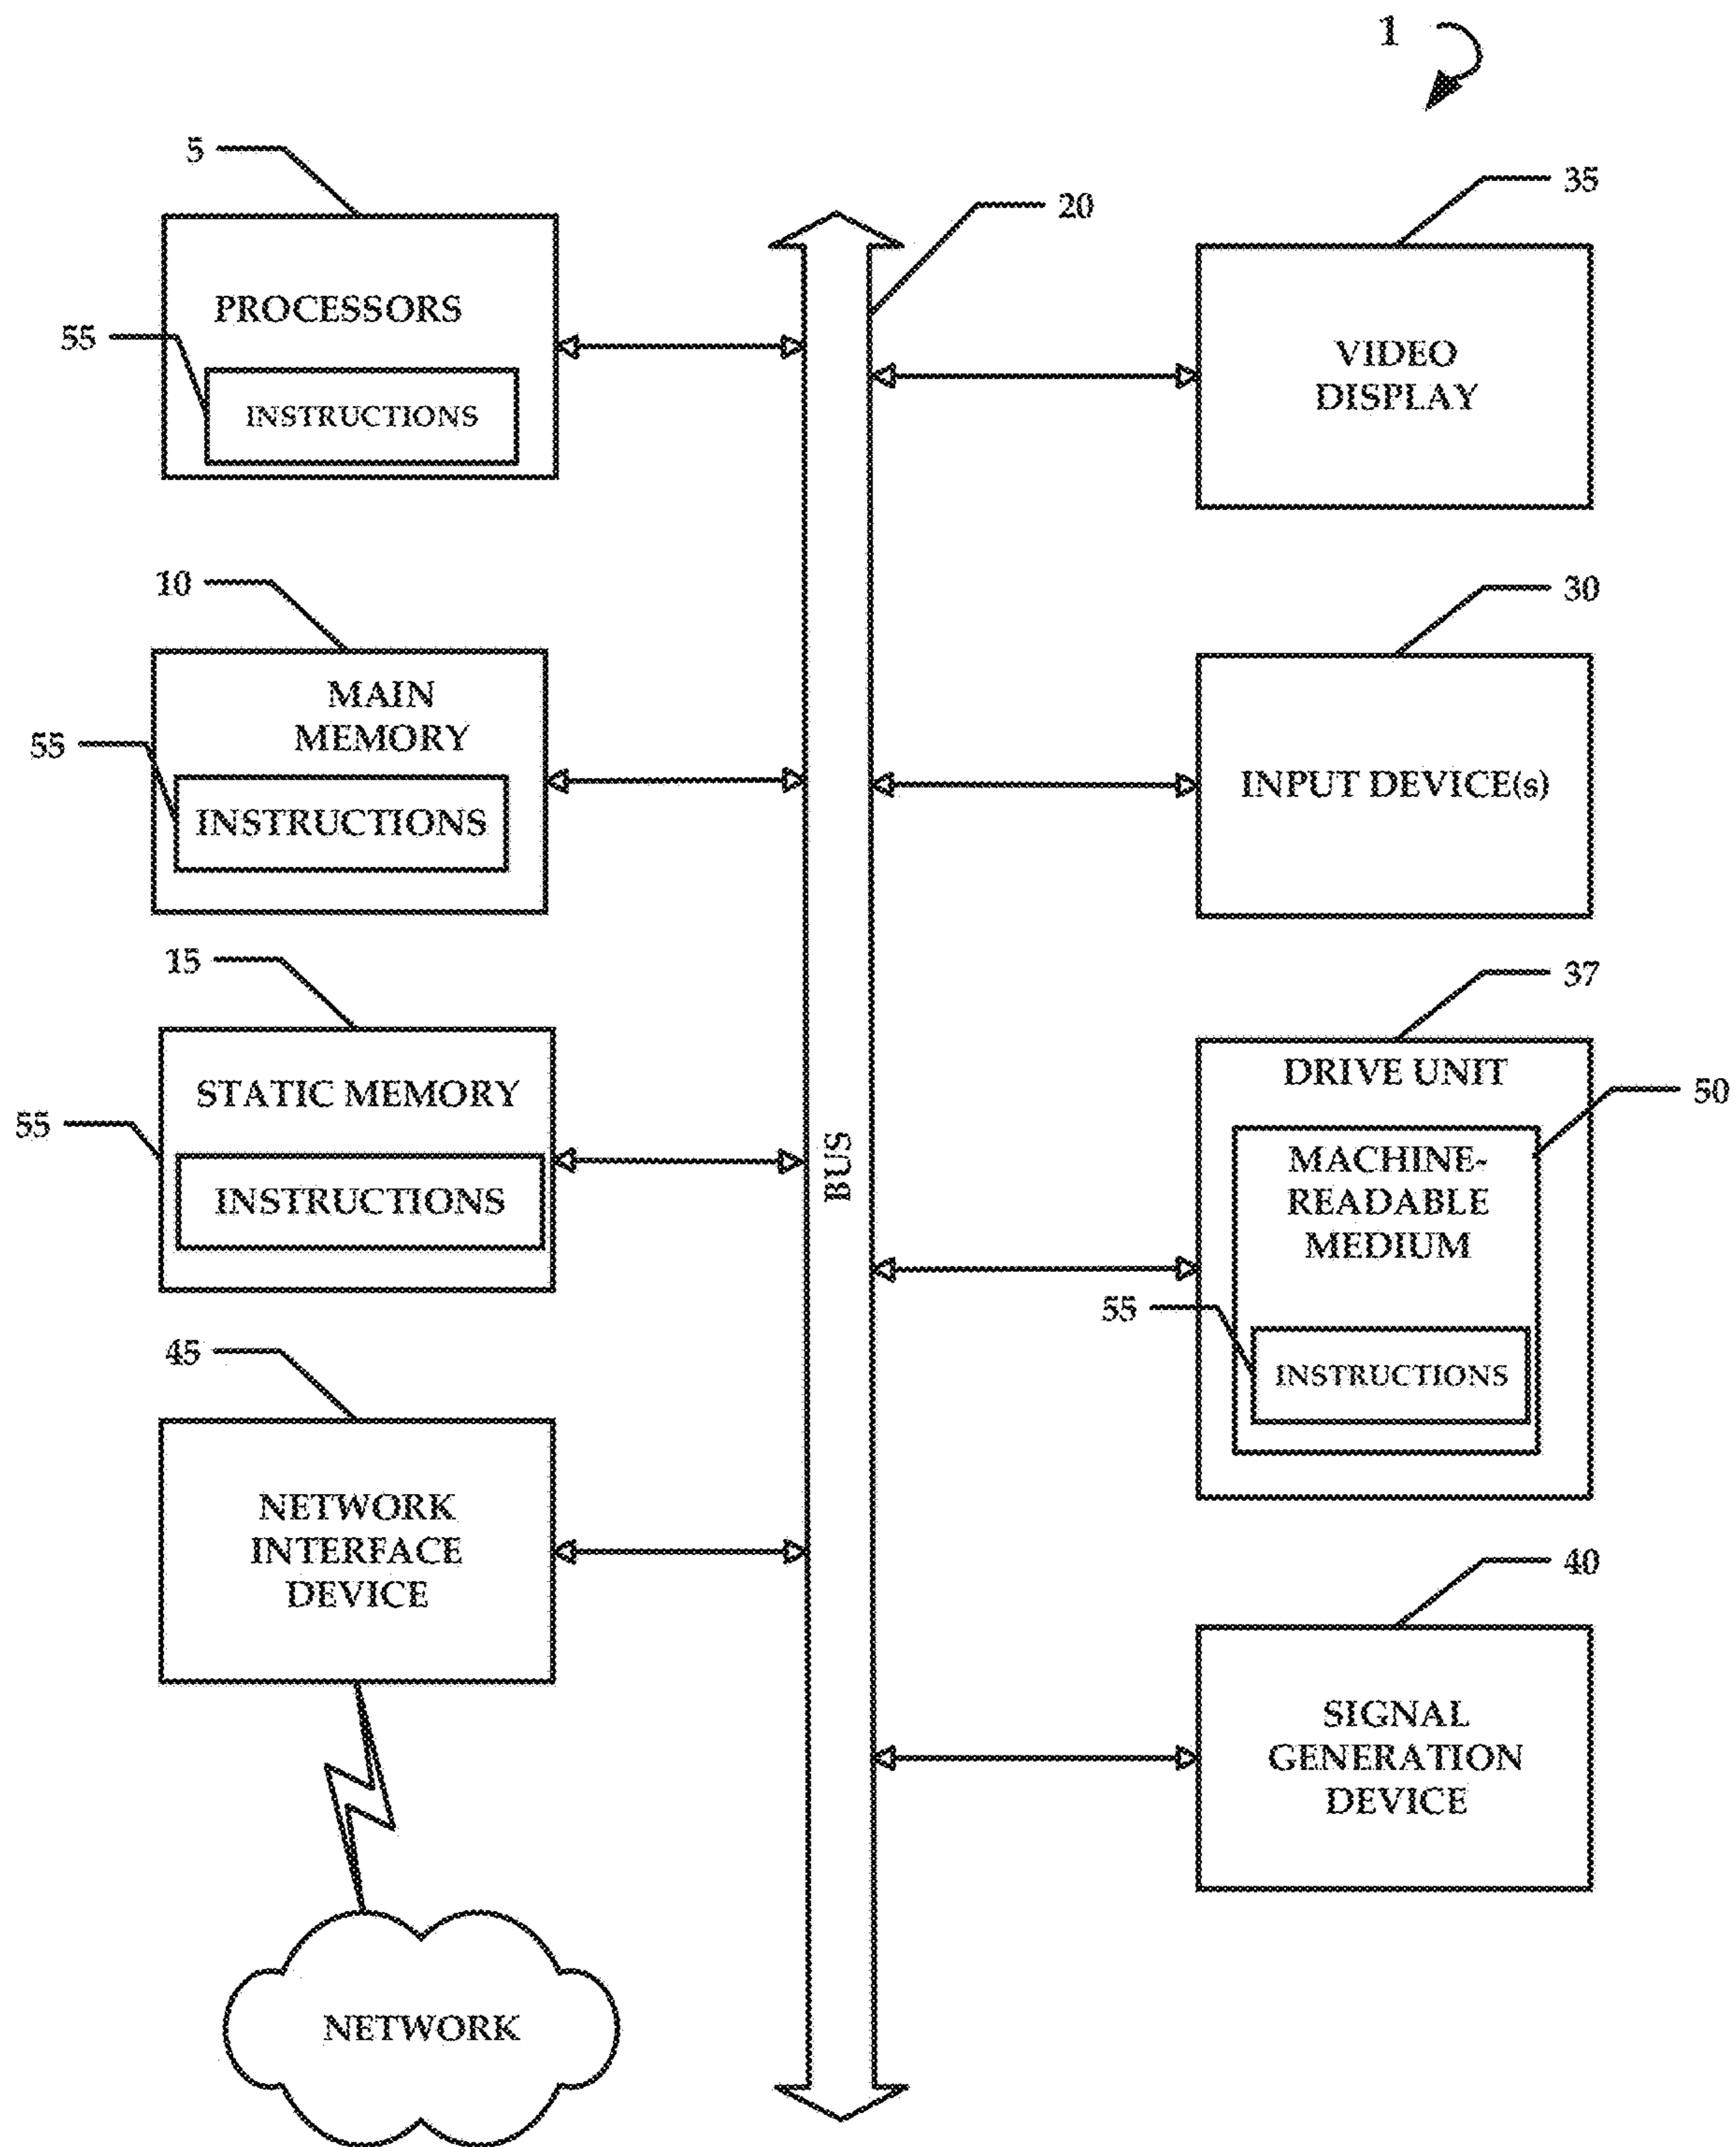 1
5
PROCESSORS
55
INSTRUCTIONS
10
MAIN
MEMORY
55
INSTRUCTIONS
15
STATIC MEMORY
55
INSTRUCTIONS
45
NETWORK
INTERFACE
DEVICE
NETWORK
20
BUS
35
VIDEO
DISPLAY
30
INPUT DEVICE(s)
37
DRIVE UNIT
50
MACHINE-
READABLE
MEDIUM
55
INSTRUCTIONS
40
SIGNAL
GENERATION
DEVICE